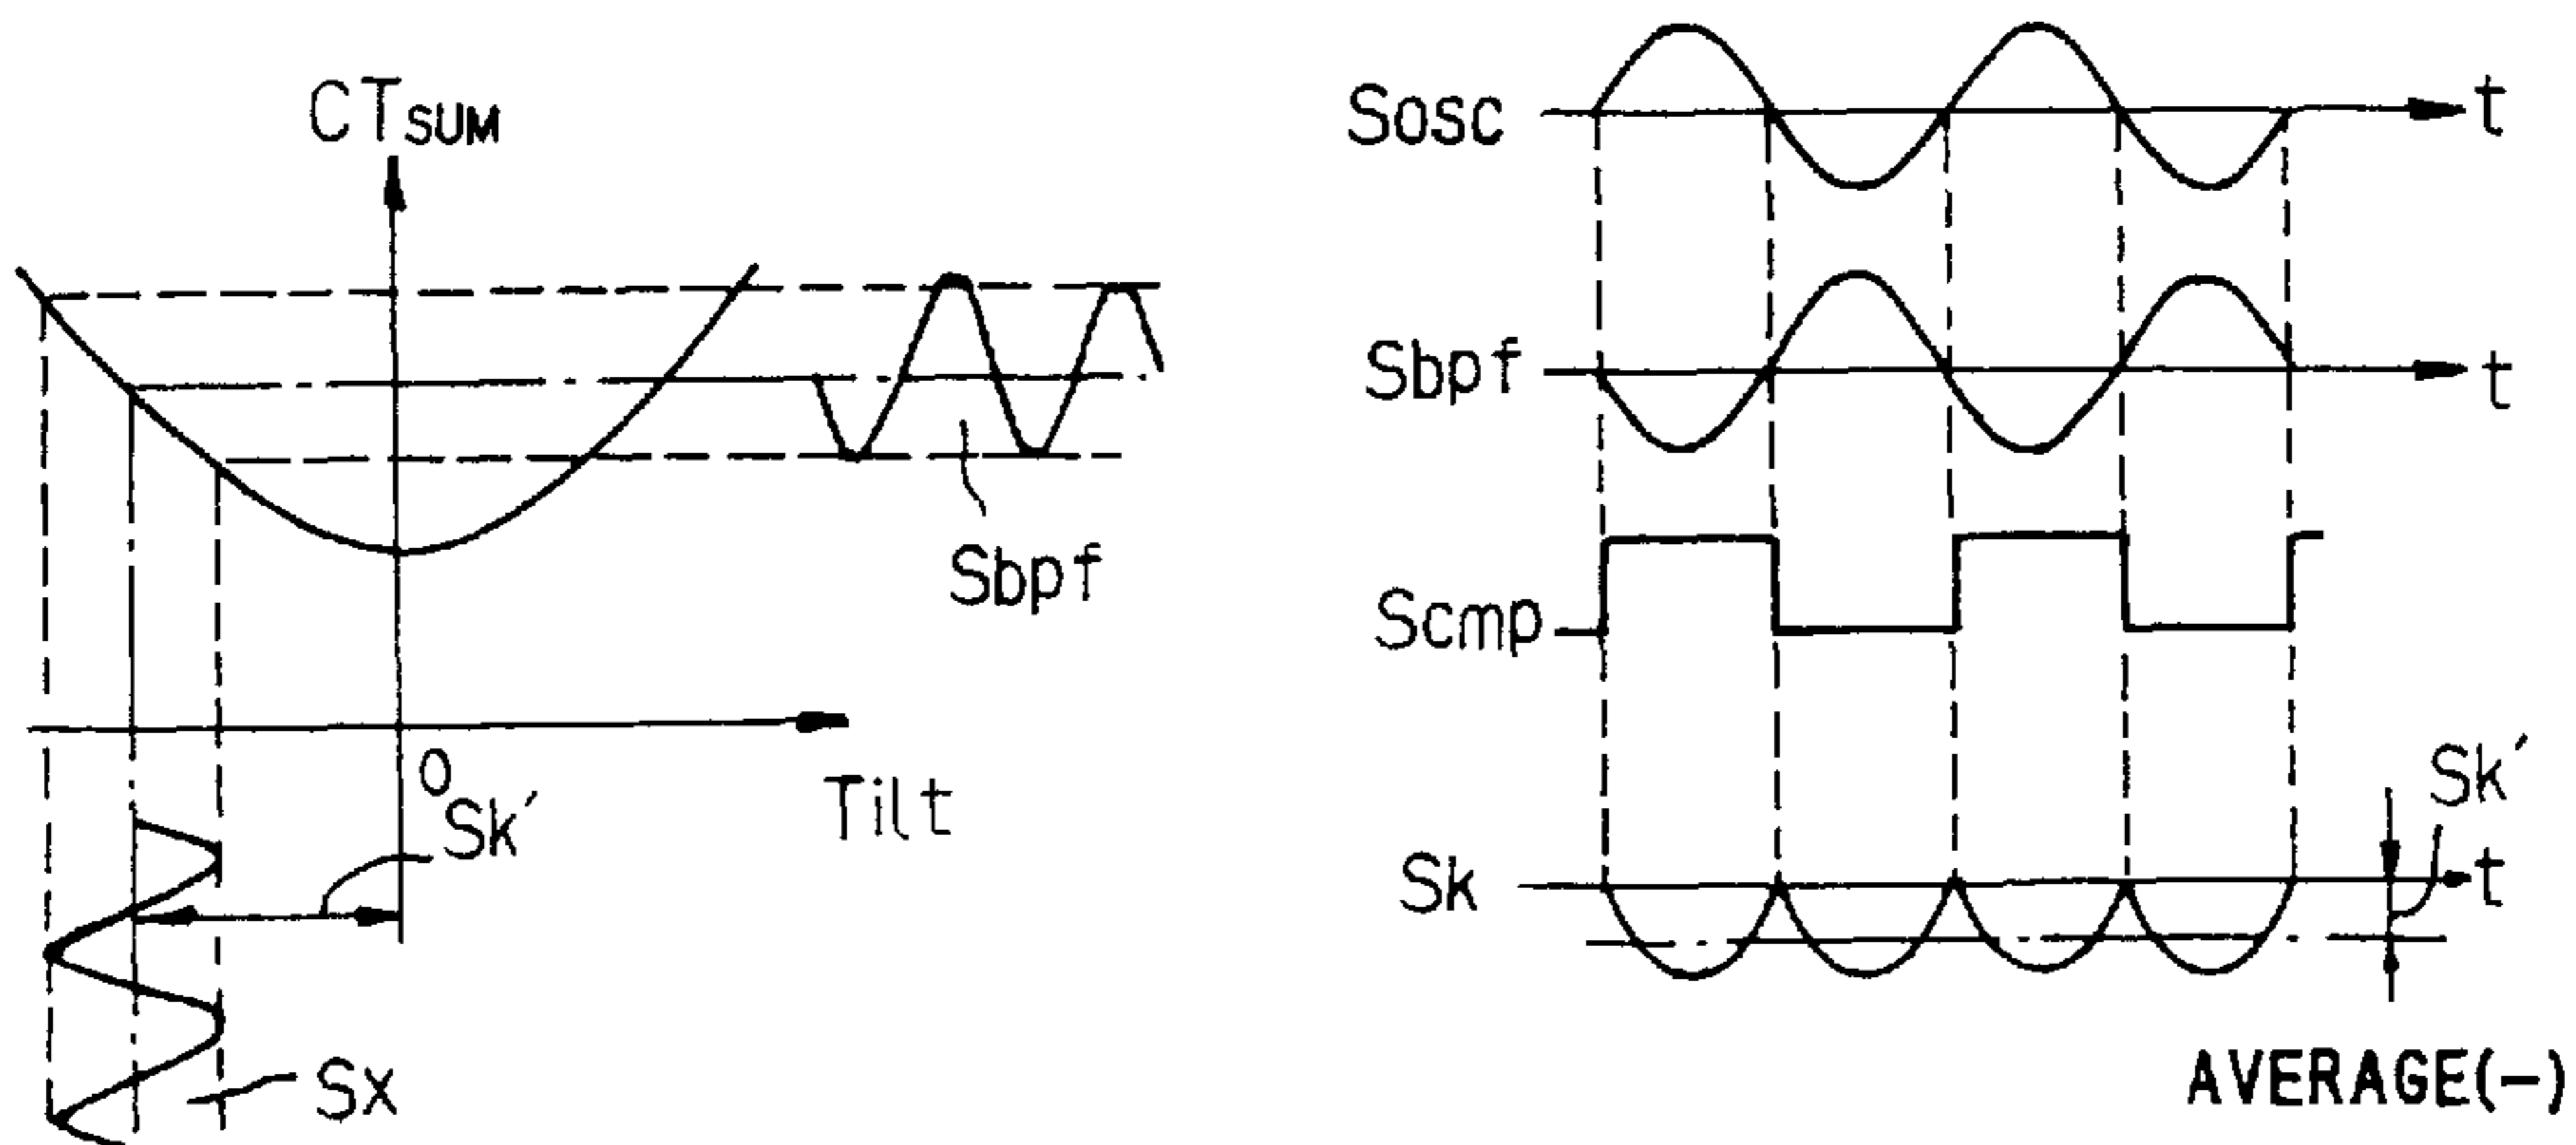 CTSUM
Sbpf
0
Sk′
Tilt
Sx
Sosc
t
Sbpf
t
Scmp
Sk′
Sk
t
AVERAGE(−)